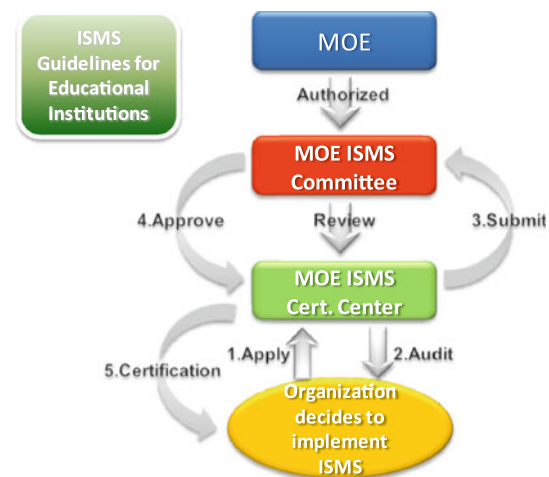 ISMS
Guidelines for
Educational
Institutions
MOE
Authorized
MOE ISMS
Committee
4.Approve
Review
3.Submit
MOE ISMS
Cert. Center
1.Apply
2.Audit
5.Certification
Organization
decides to
implement
ISMS